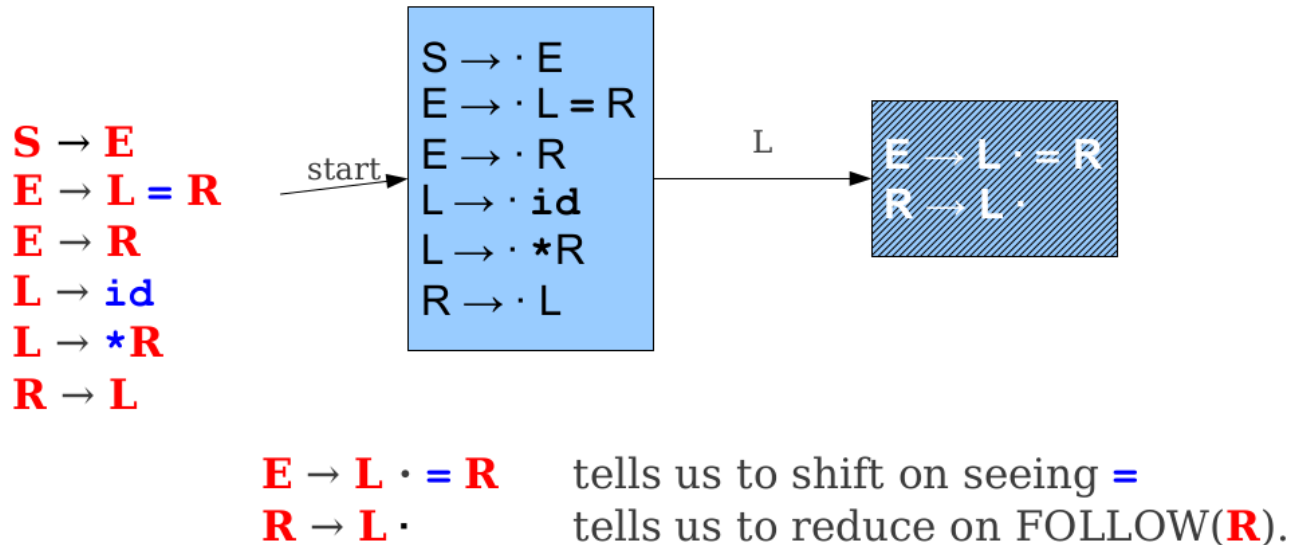 S → E
E → L = R
E → R
L → id
L → *R
R → L
start
S → · E
E → · L = R
E → · R
L → · id
L → · *R
R → · L
L
E → L · = R
R → L ·
E → L · = R tells us to shift on seeing =
R → L · tells us to reduce on FOLLOW(R).